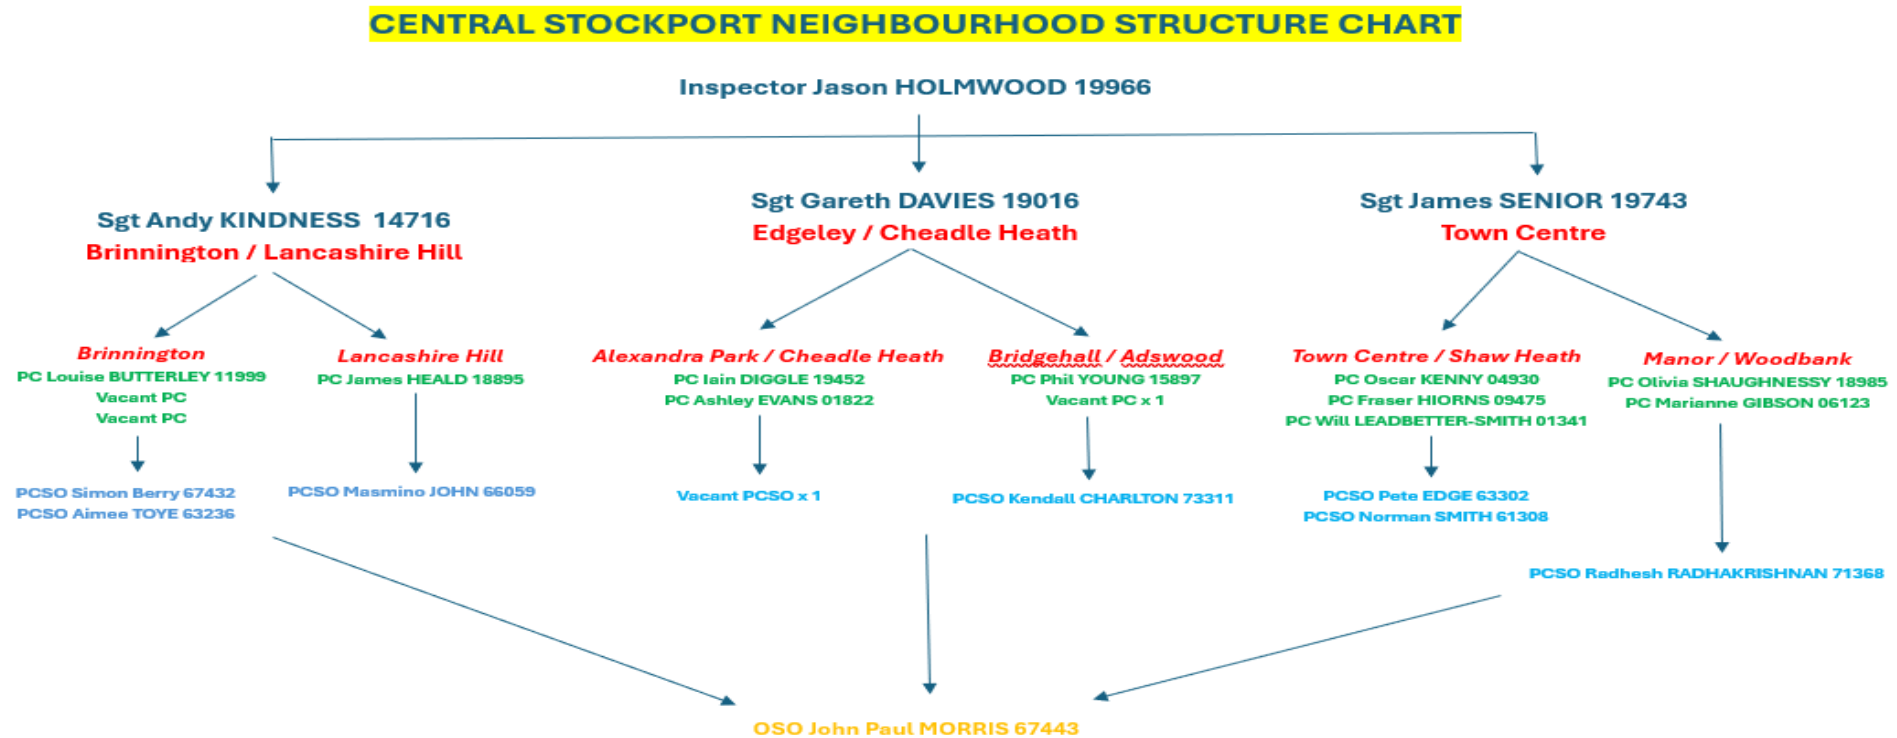 CENTRAL STOCKPORT NEIGHBOURHOOD STRUCTURE CHART
Inspector Jason HOLMWOOD 19966
Sgt Andy KINDNESS 14716
Brinnington / Lancashire Hill
Sgt Gareth DAVIES 19016
Edgeley / Cheadle Heath
Sgt James SENIOR 19743
Town Centre
Brinnington
PC Louise BUTTERLEY 11999
Vacant PC
Vacant PC
Lancashire Hill
PC James HEALD 18895
Alexandra Park / Cheadle Heath
PC Iain DIGGLE 19452
PC Ashley EVANS 01822
Bridgehall / Adswood
PC Phil YOUNG 15897
Vacant PC x 1
Town Centre / Shaw Heath
PC Oscar KENNY 04930
PC Fraser HIORNS 09475
PC Will LEADBETTER-SMITH 01341
Manor / Woodbank
PC Olivia SHAUGHNESSY 18985
PC Marianne GIBSON 06123
PCSO Simon Berry 67432
PCSO Aimee TOYE 63236
PCSO Masmino JOHN 66059
Vacant PCSO x 1
PCSO Kendall CHARLTON 73311
PCSO Pete EDGE 63302
PCSO Norman SMITH 61308
PCSO Radhesh RADHAKRISHNAN 71368
OSO John Paul MORRIS 67443